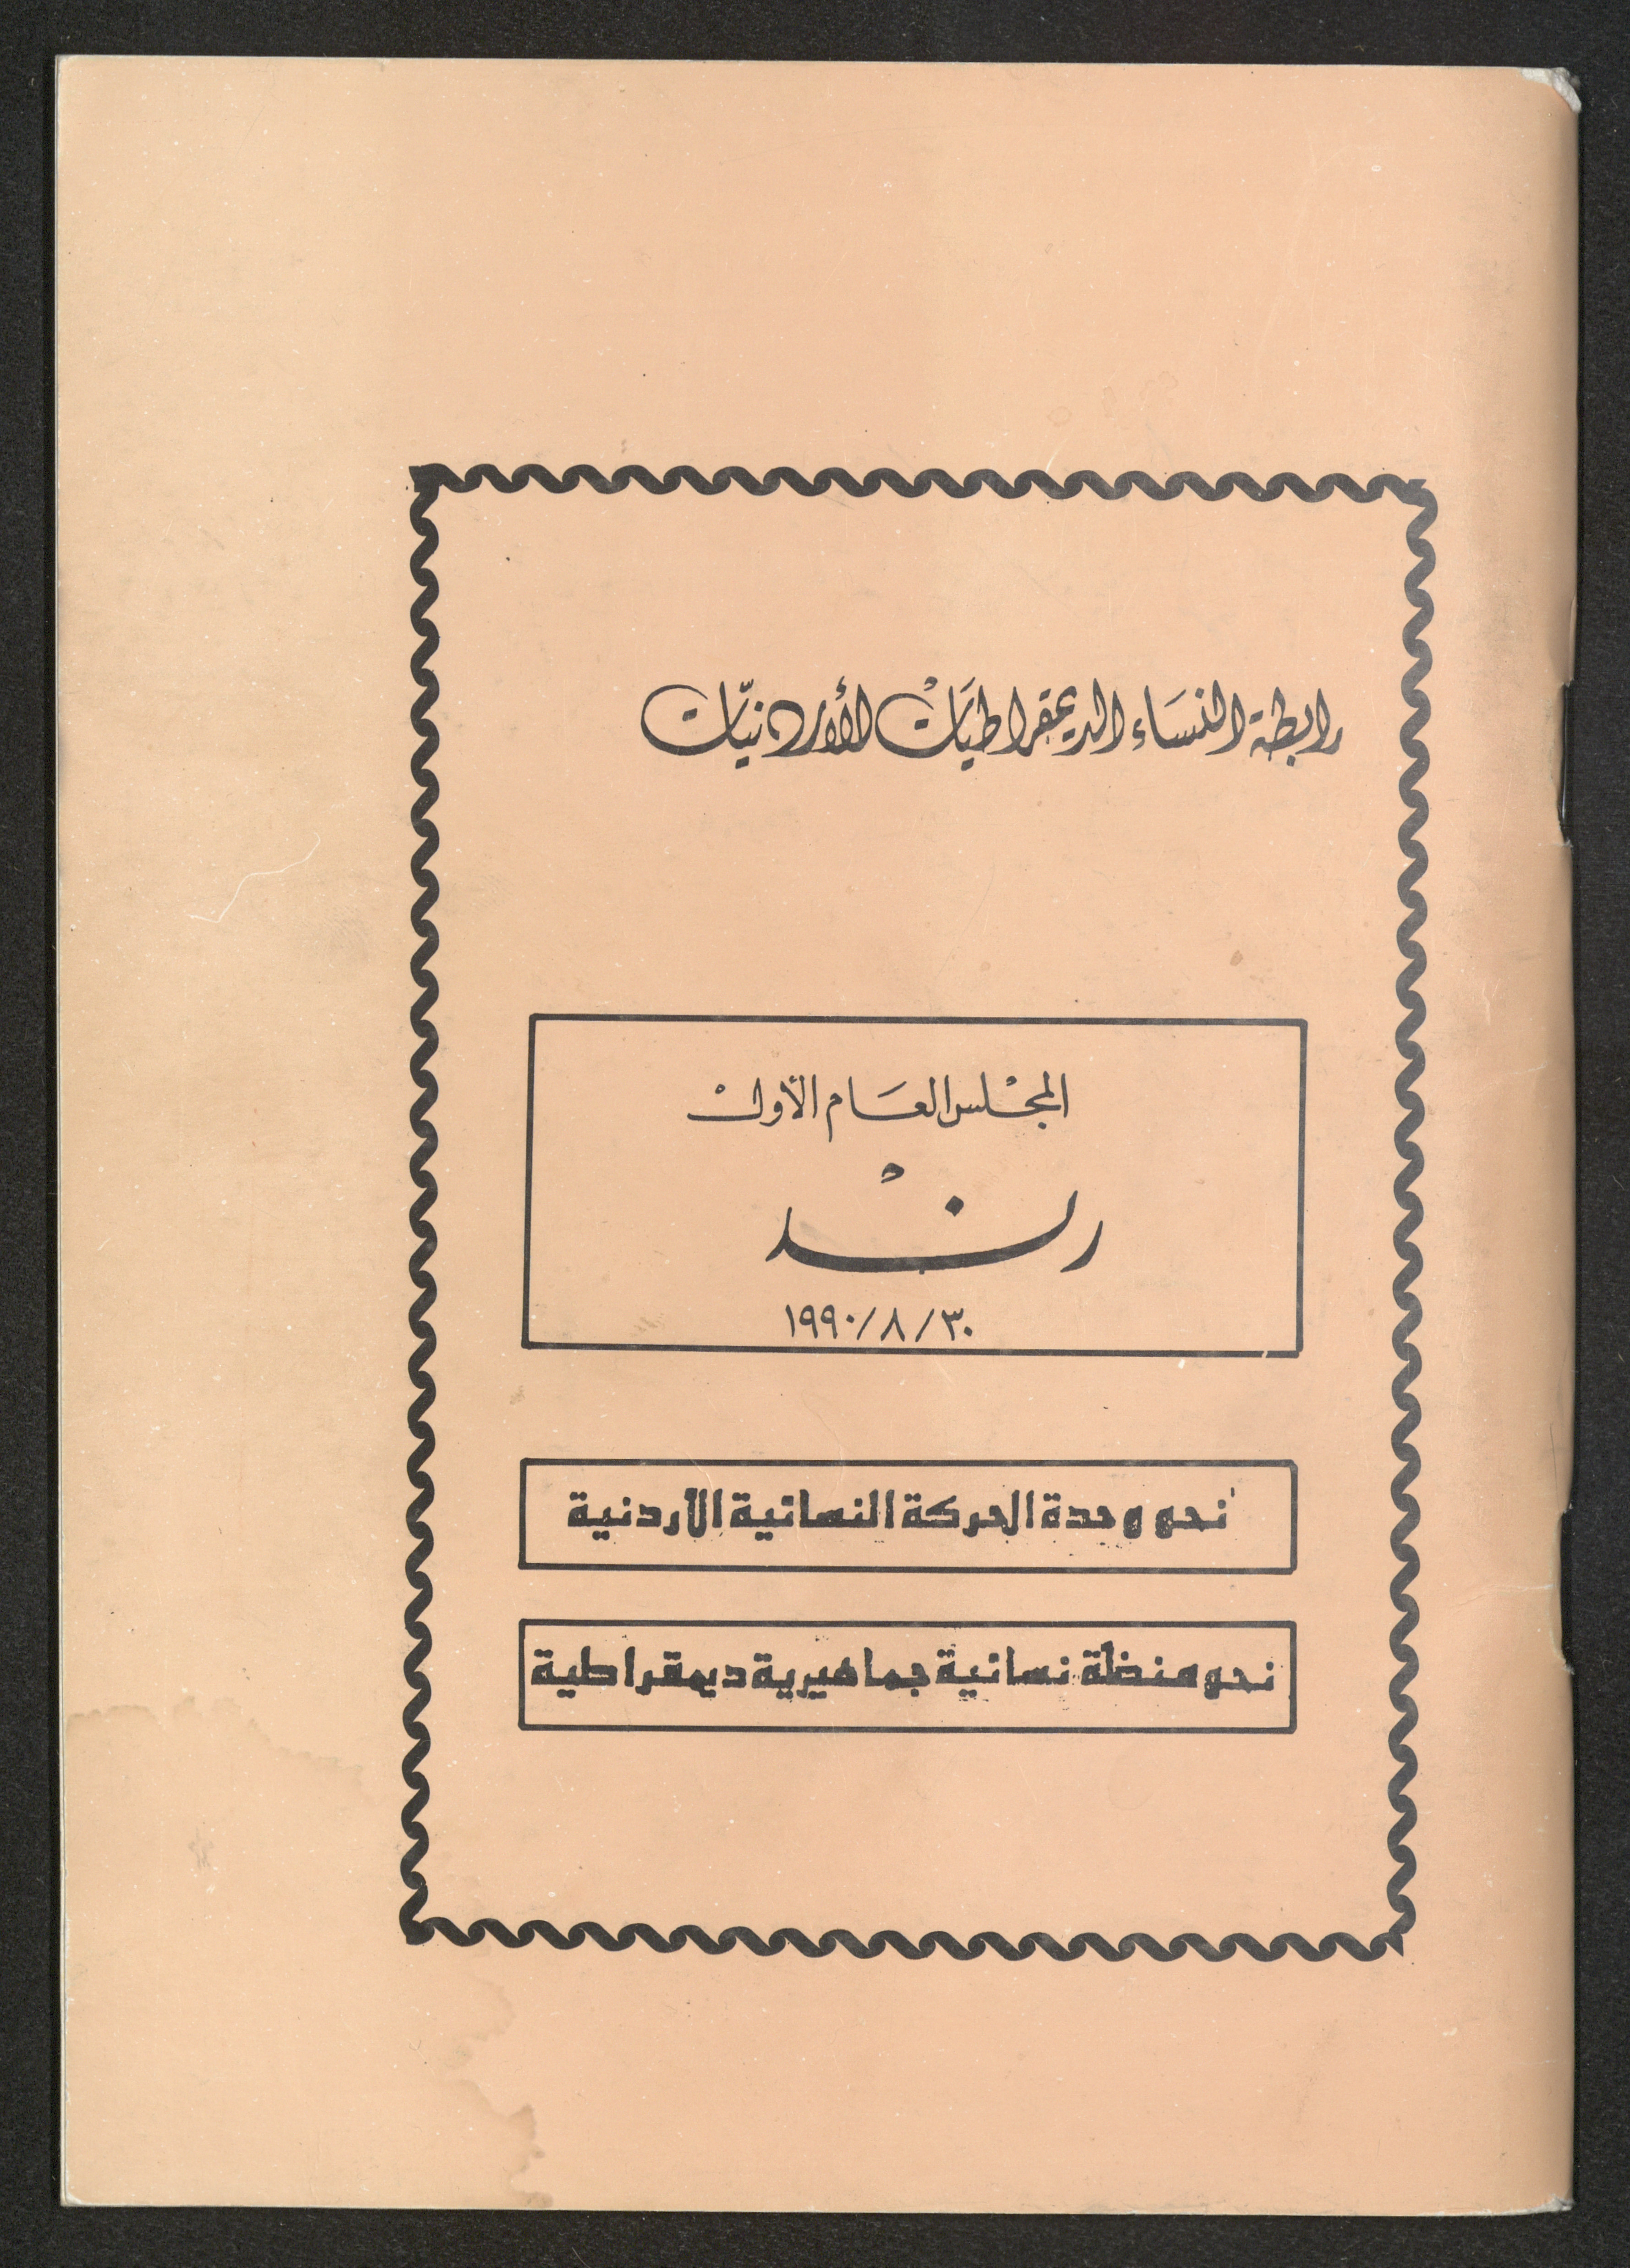 رابطة النساء الديمقراطيات الأردنيات
المجلس العام الأول
رند
٣٠/٨/١٩٩٠
نحو وحدة الحركة النسائية الأردنية
نحو منضلة نسائية جماهيرية ديمقراطية